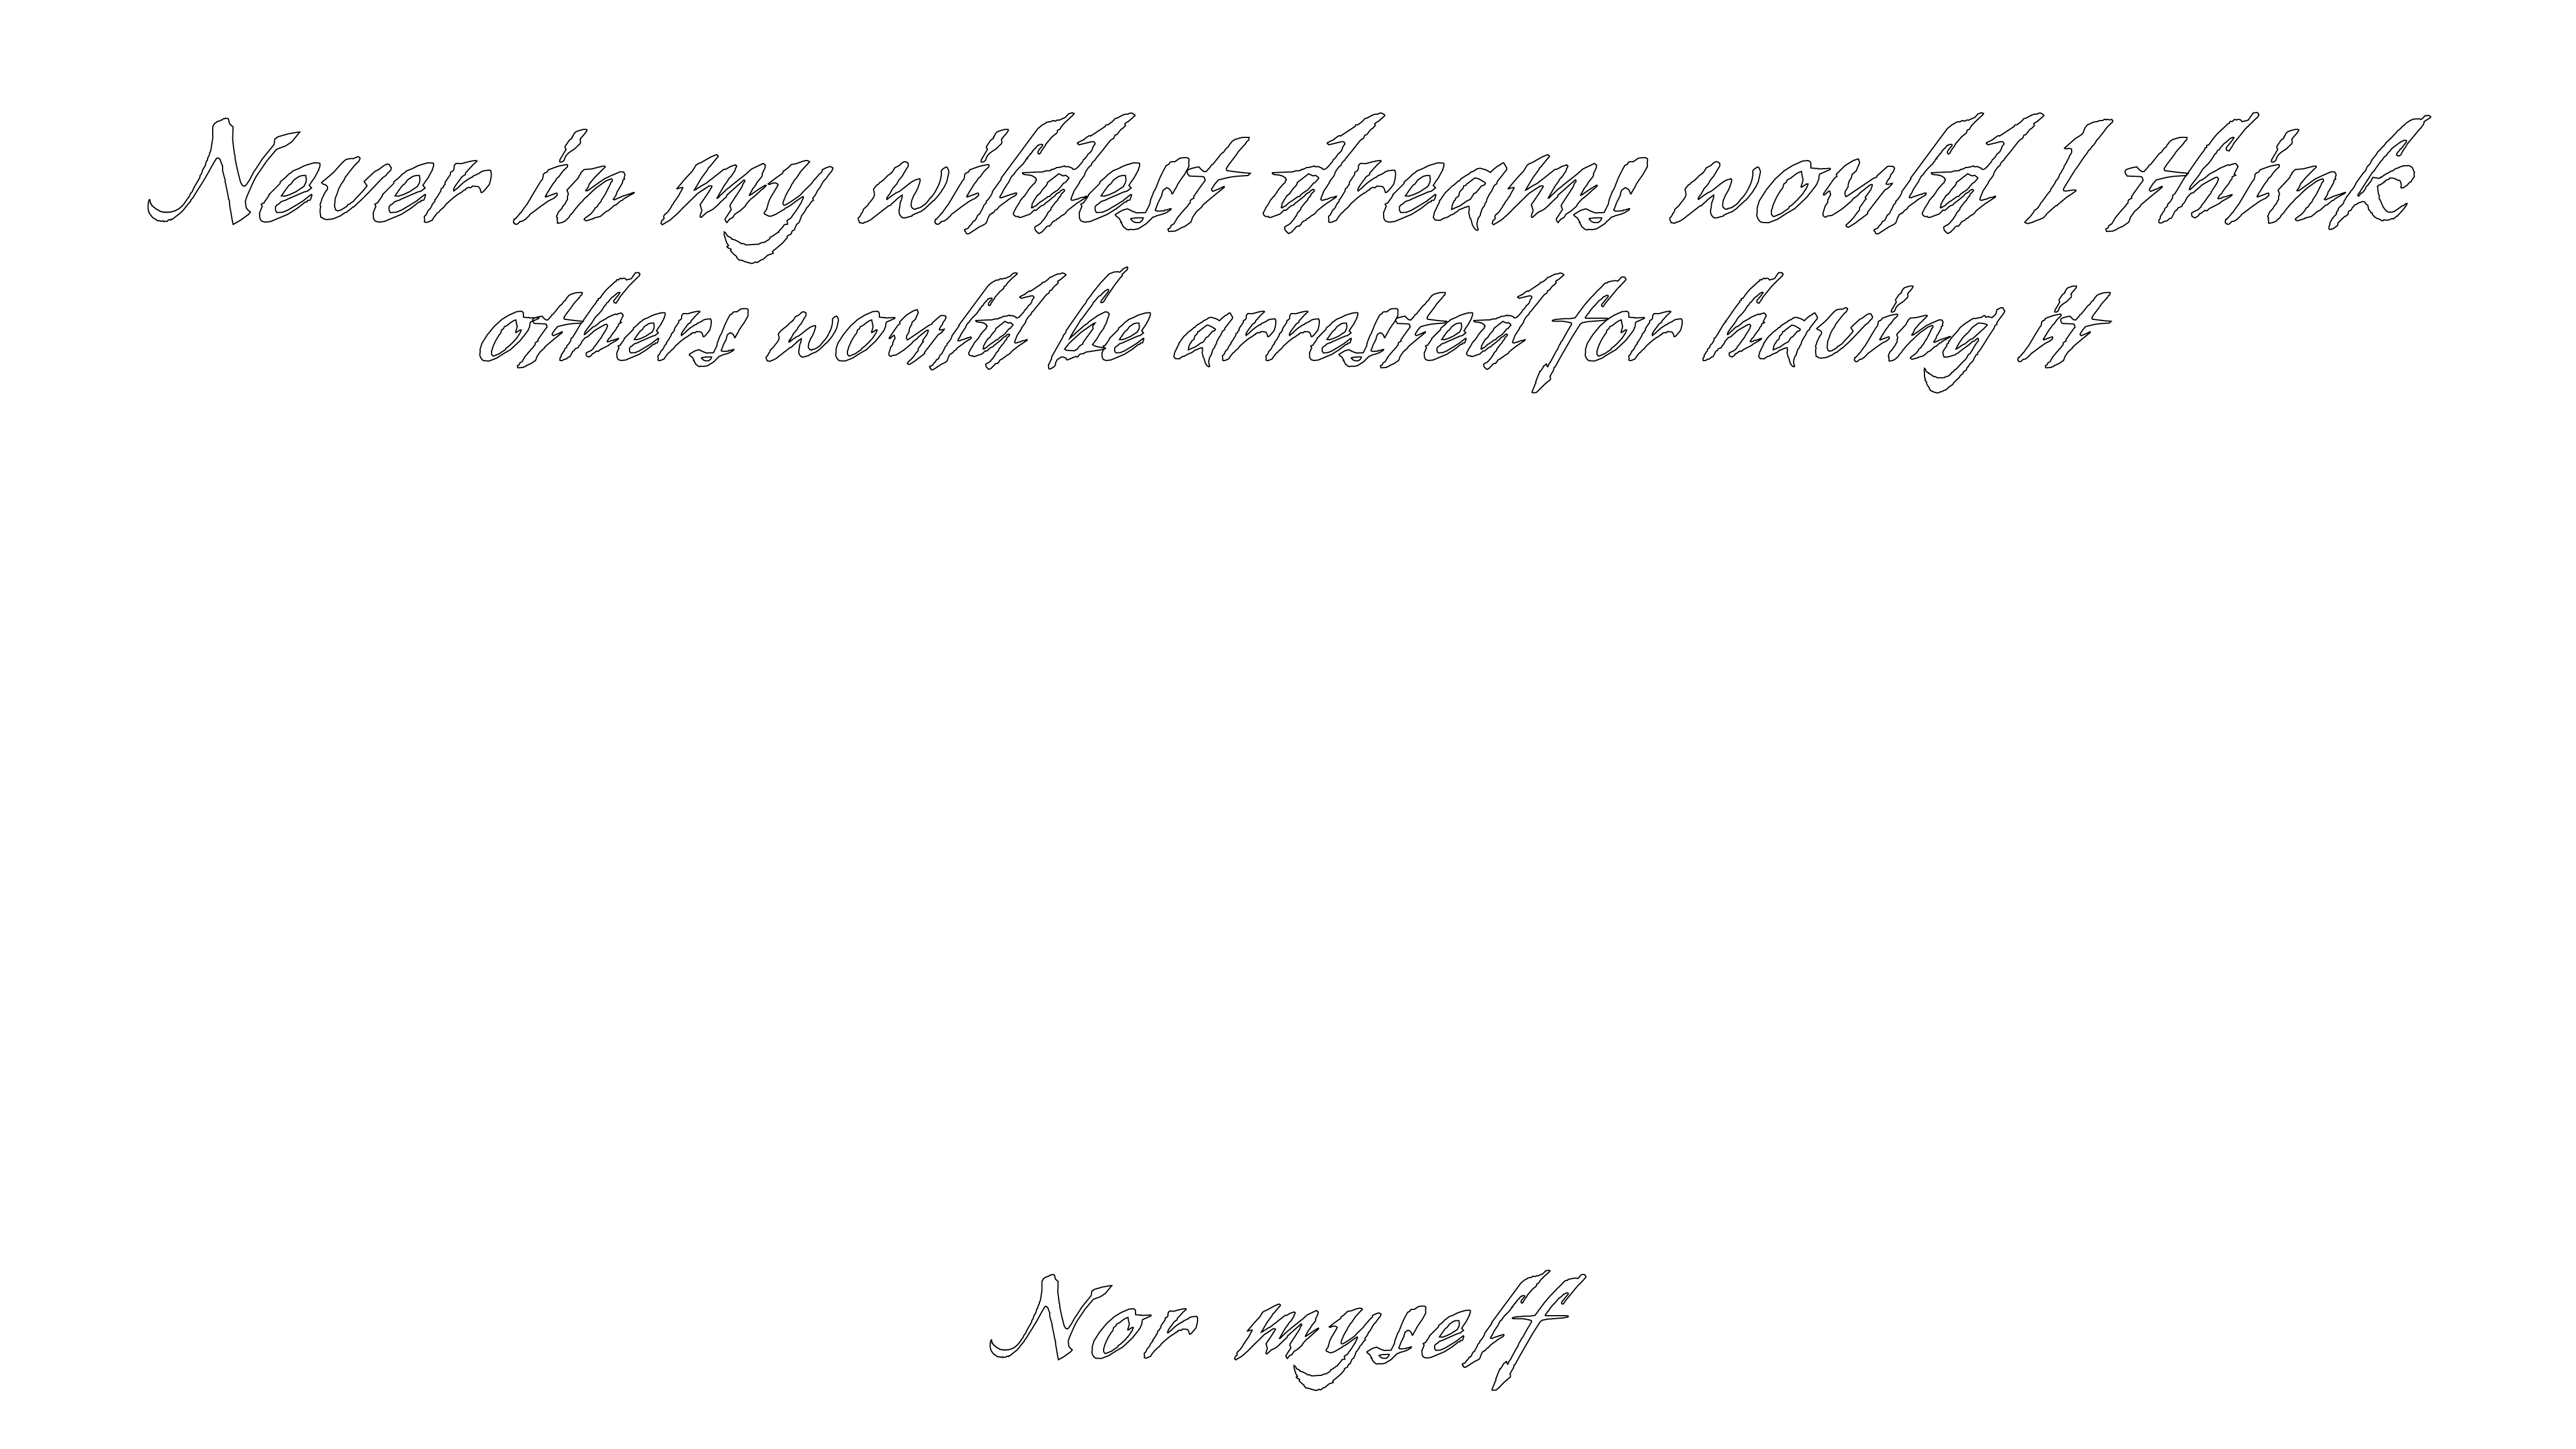 Never in my wildest dreams would I think
others would be arrested for having it
Nor myself